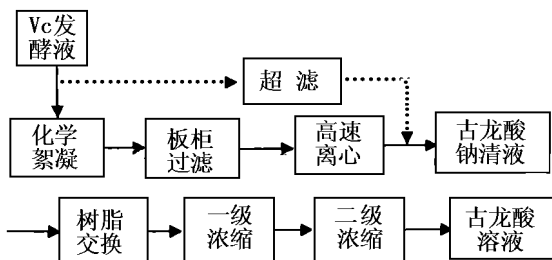 Vc发
酵液
超 滤
化学
絮凝
板柜
过滤
高速
离心
古龙酸
钠清液
树脂
交换
一级
浓缩
二级
浓缩
古龙酸
溶液